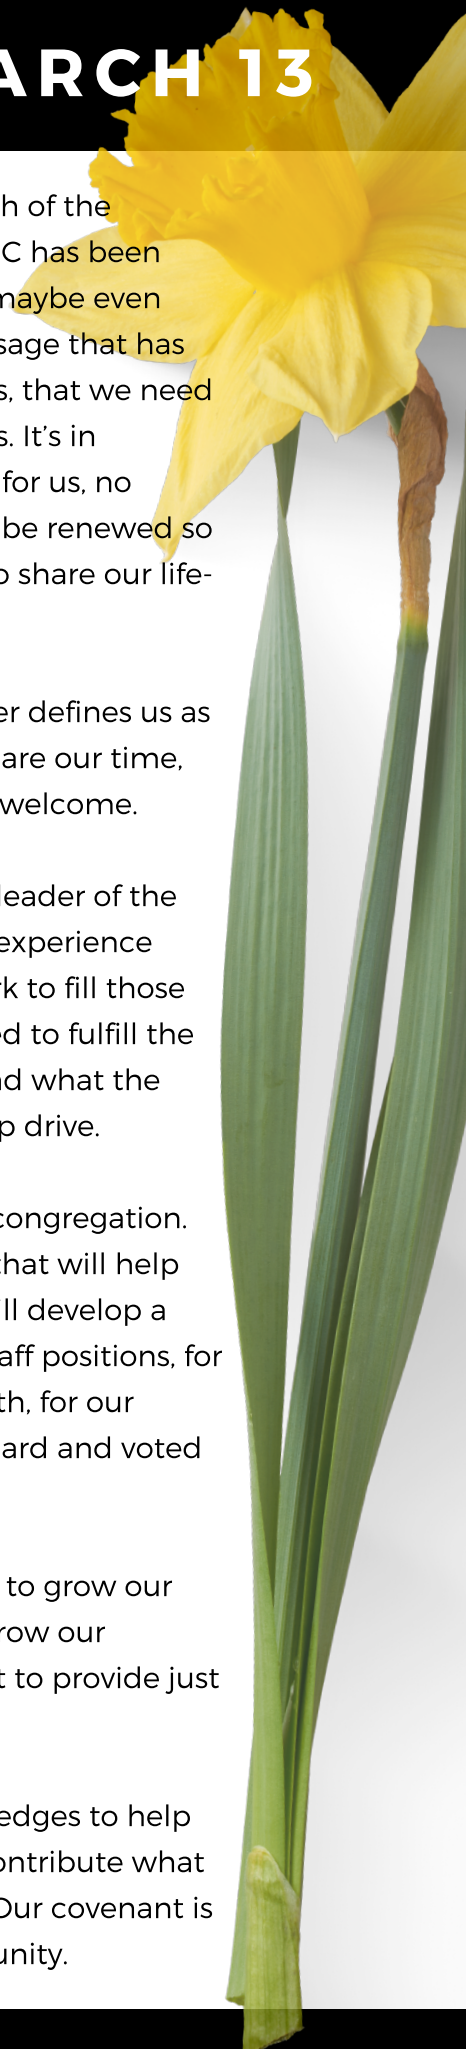 ARCH 13
h of the
C has been
maybe even
sage that has
s, that we need
s. It's in
for us, no
be renewed so
o share our life-
er defines us as
are our time,
welcome.
leader of the
experience
rk to fill those
ed to fulfill the
nd what the
p drive.
congregation.
that will help
ill develop a
aff positions, for
th, for our
ard and voted
to grow our
row our
t to provide just
edges to help
ontribute what
Our covenant is
unity.